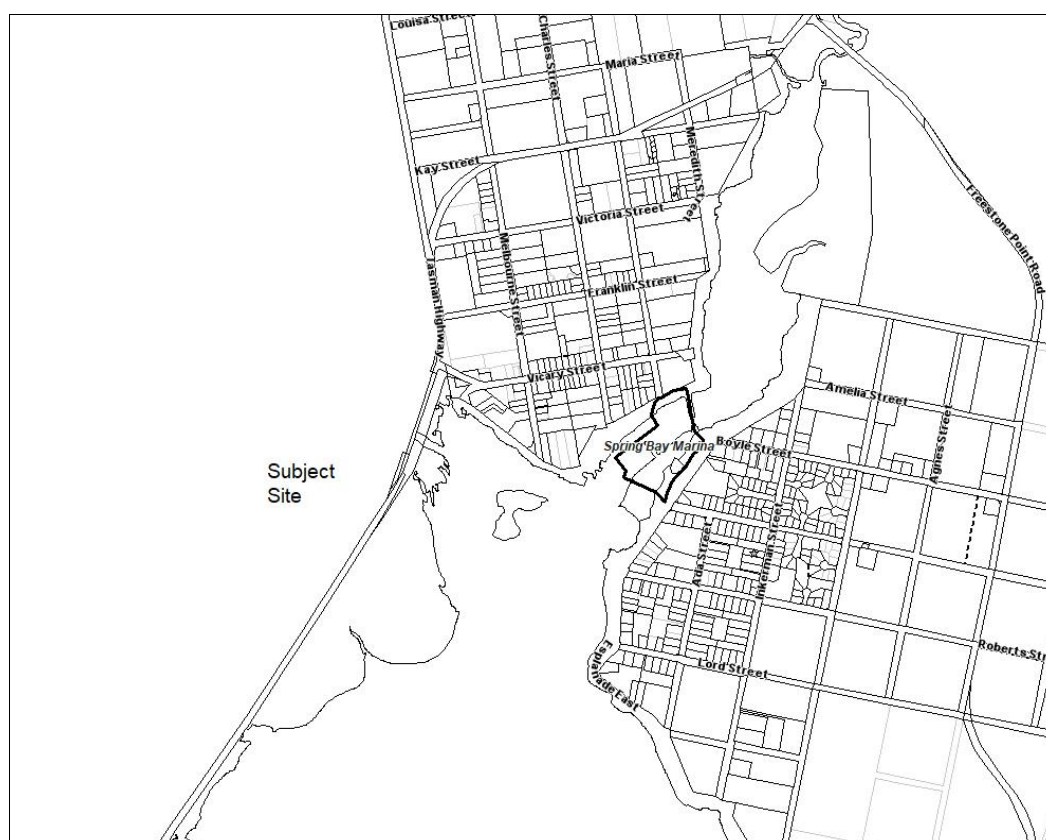 Louisa Street
Charles Street
Maria Street
Kay Street
Meredith Street
Freestone Point Road
Victoria Street
Melbourne Street
Tasman Highway
Franklin Street
Vicary Street
Amelia Street
Agnes Street
Spring Bay Marina
Boyle Street
Subject
Site
Ada Street
Inkerman Street
Roberts Str
Lord Street
Esplanade East